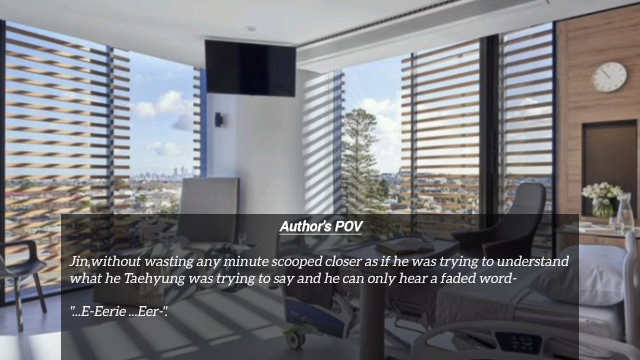 Author's POV
Jin,without wasting any minute scooped closer as if he was trying to understand
what he Taehyung was trying to say and he can only hear a faded word-
"...E-Eerie ...Eer-".